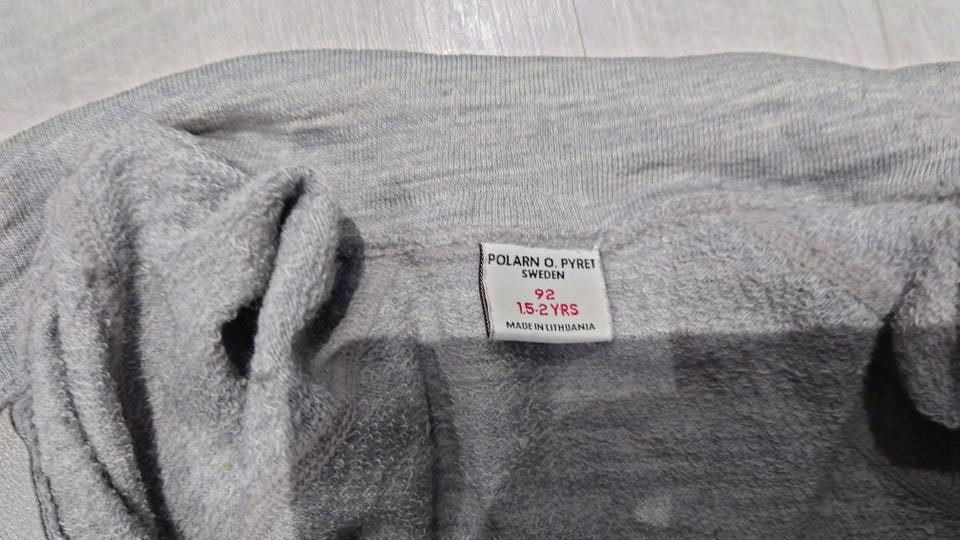 POLARN O. PYRET
SWEDEN
92
1.5-2 YRS
MADE IN LITHUANIA